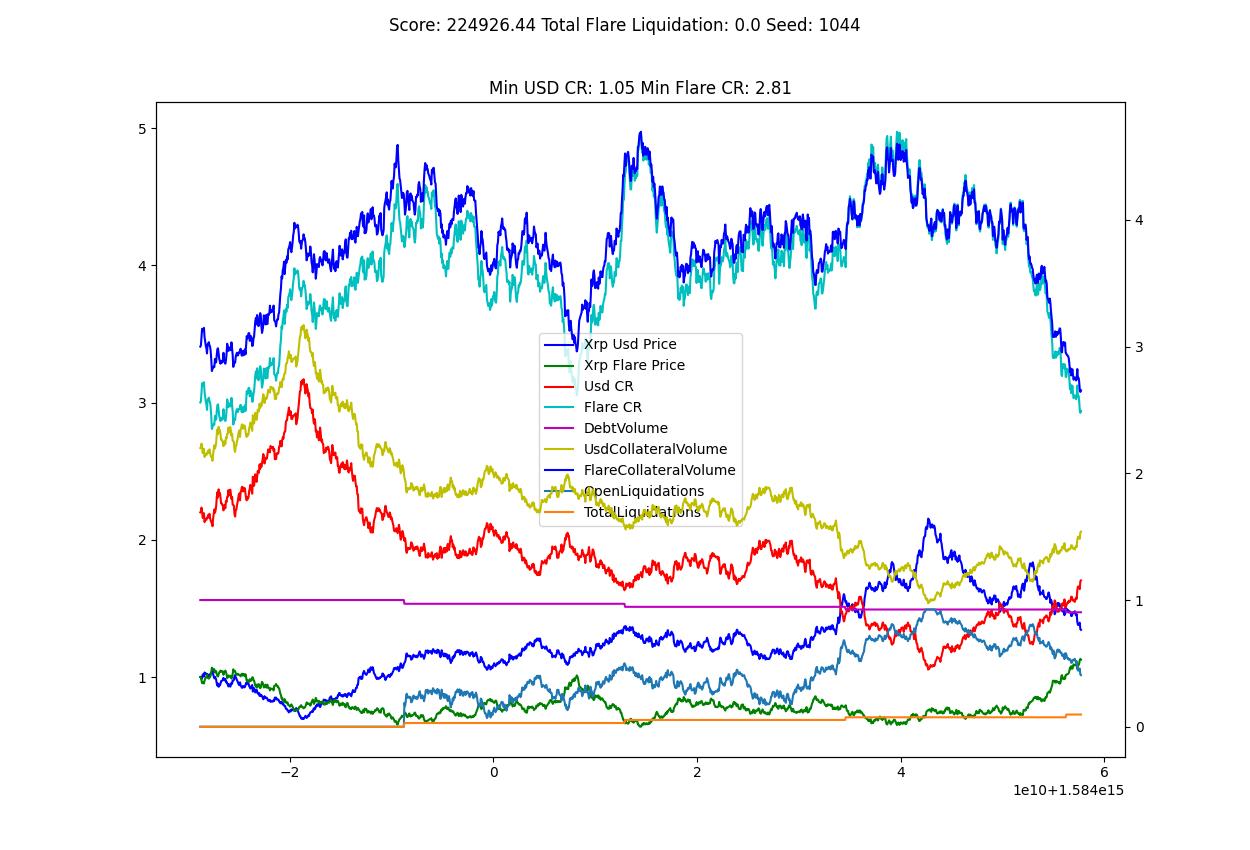 Score: 224926.44 Total Flare Liquidation: 0.0 Seed: 1044
Min USD CR: 1.05 Min Flare CR: 2.81
5
4
3
2
1
4
3
2
1
0
Xrp Usd Price
Xrp Flare Price
Usd CR
Flare CR
DebtVolume
UsdCollateralVolume
FlareCollateralVolume
OpenLiquidations
TotalLiquidations
−2 0 2 4 6
1e10+1.584e15